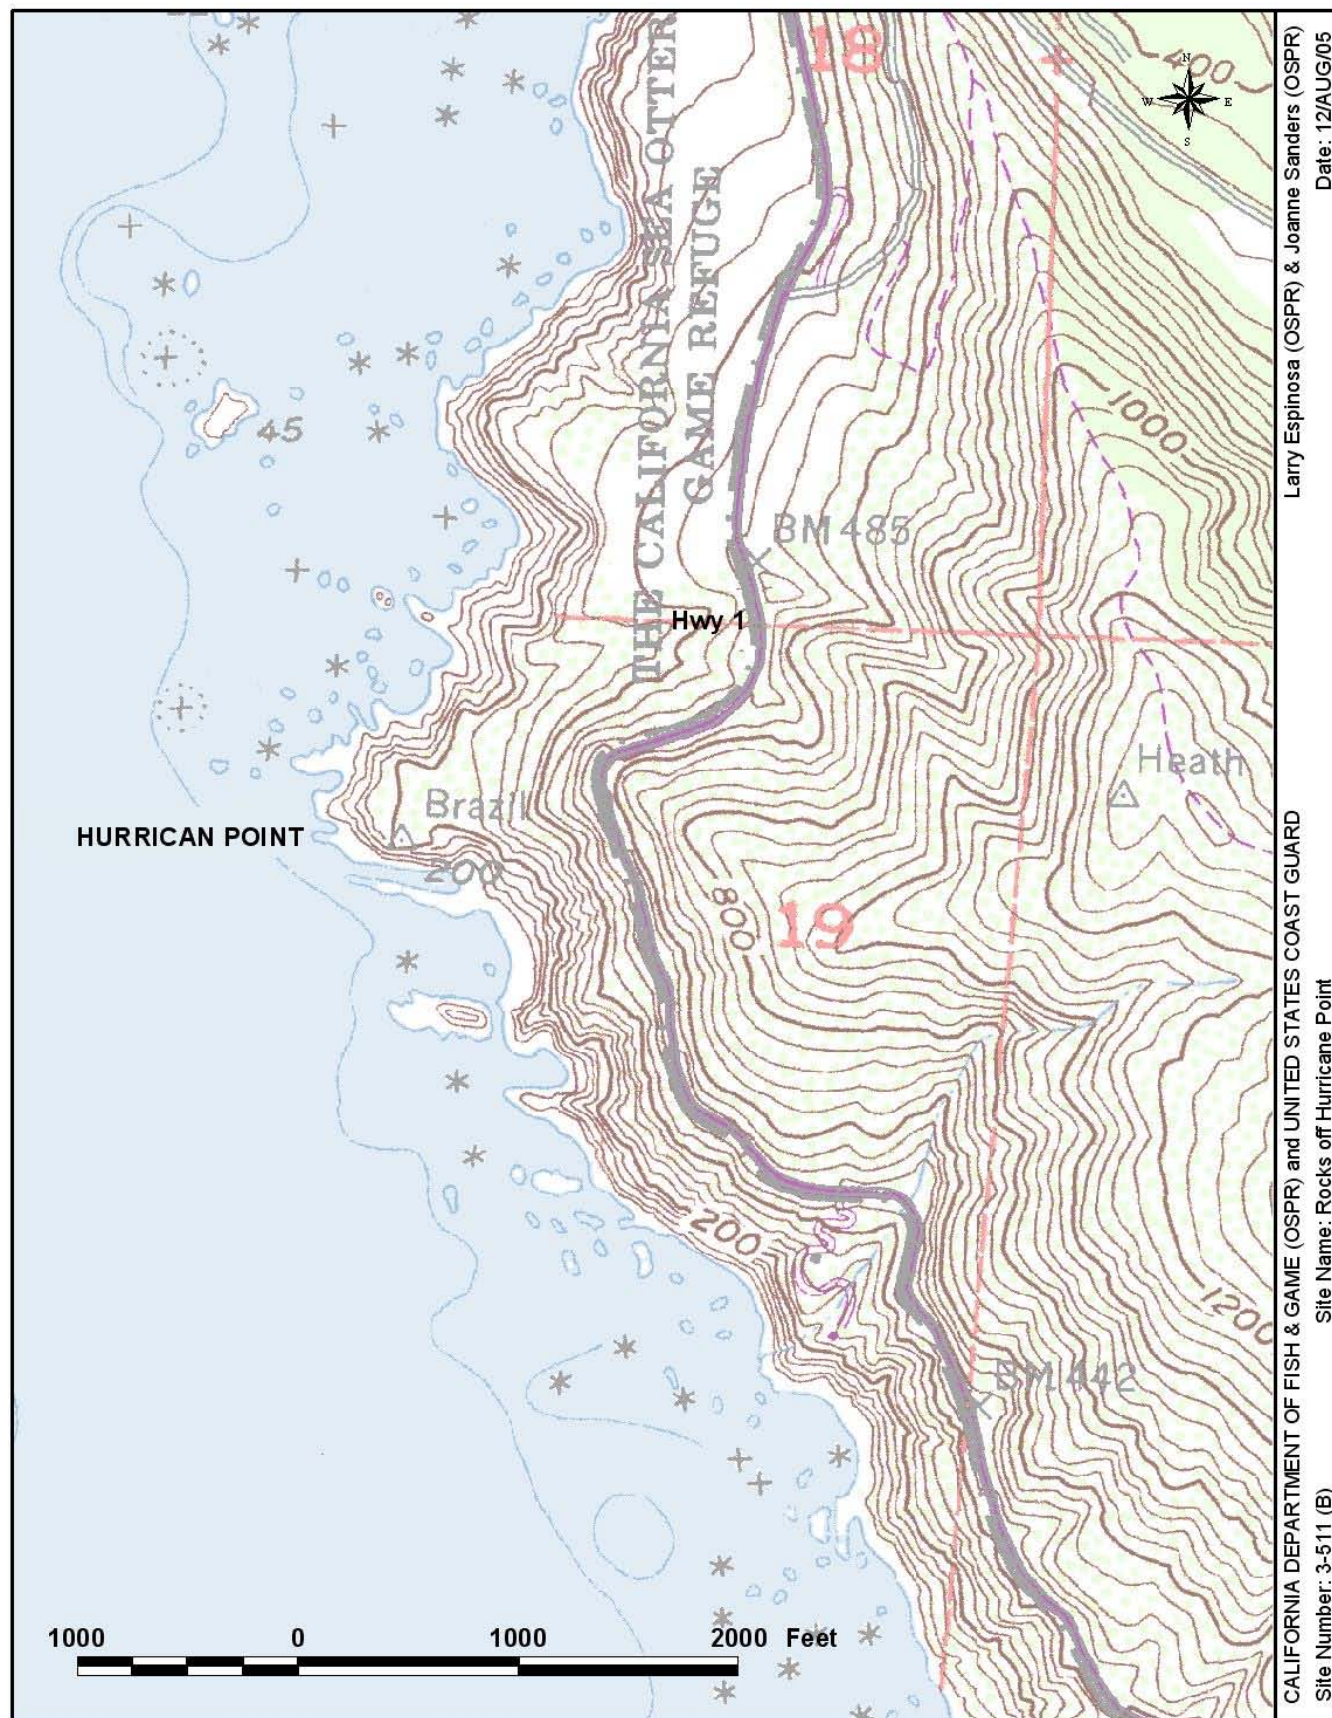 18
400
N
W E
S
THE CALIFORNIA SEA OTTER
GAME REFUGE
1000
45
BM 485
Hwy 1
Heath
Brazil
HURRICAN POINT
200
800
19
200
1200
BM 442
1000 0 1000 2000 Feet
CALIFORNIA DEPARTMENT OF FISH & GAME (OSPR) and UNITED STATES COAST GUARD Larry Espinosa (OSPR) & Joanne Sanders (OSPR)
Site Number: 3-511 (B) Site Name: Rocks off Hurricane Point Date: 12/AUG/05